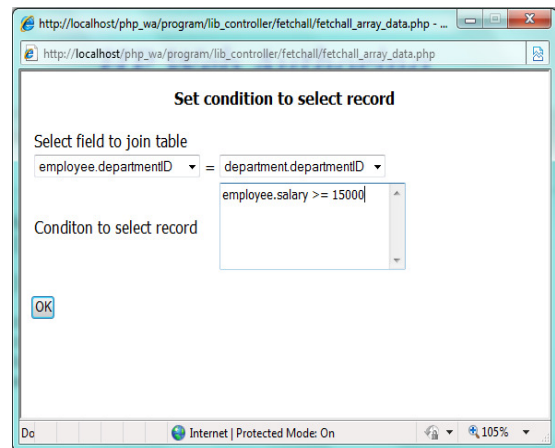 http://localhost/php_wa/program/lib_controller/fetchall/fetchall_array_data.php - ...
http://localhost/php_wa/program/lib_controller/fetchall/fetchall_array_data.php
Set condition to select record
Select field to join table
employee.departmentID = department.departmentID
employee.salary >= 15000
Conditon to select record
OK
Do Internet | Protected Mode: On 105%